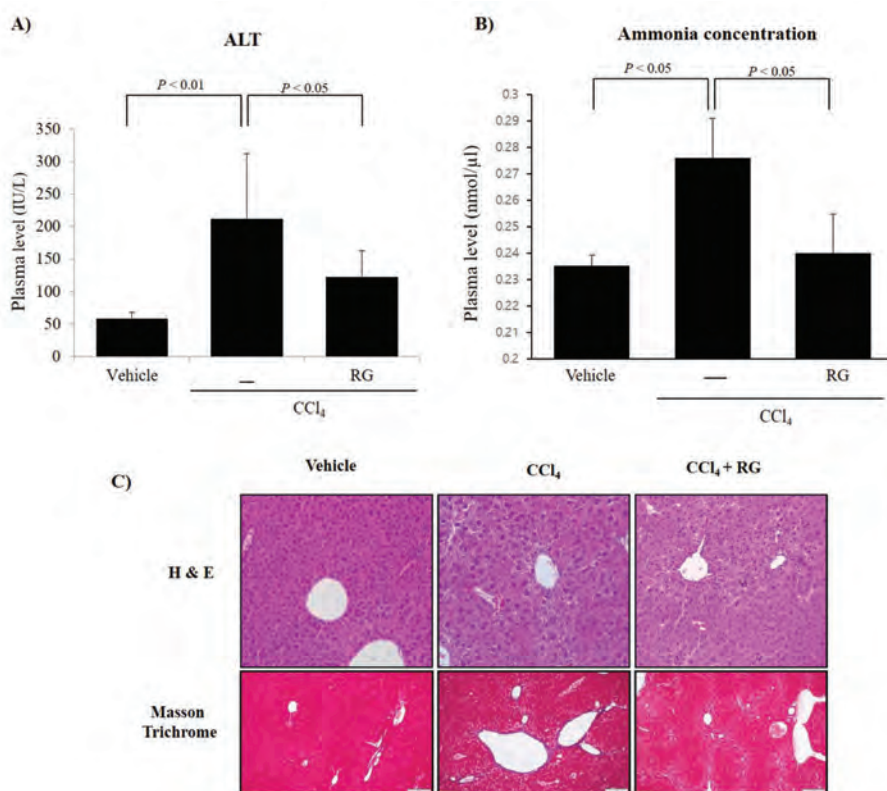 A)
ALT
P < 0.01
P < 0.05
Plasma level (IU/L)
350
300
250
200
150
100
50
0
Vehicle
—
RG
CCl₄
B)
Ammonia concentration
P < 0.05
P < 0.05
Plasma level (nmol/µl)
0.3
0.29
0.28
0.27
0.26
0.25
0.24
0.23
0.22
0.21
0.2
Vehicle
—
RG
CCl₄
C)
Vehicle
CCl₄
CCl₄ + RG
H & E
Masson
Trichrome